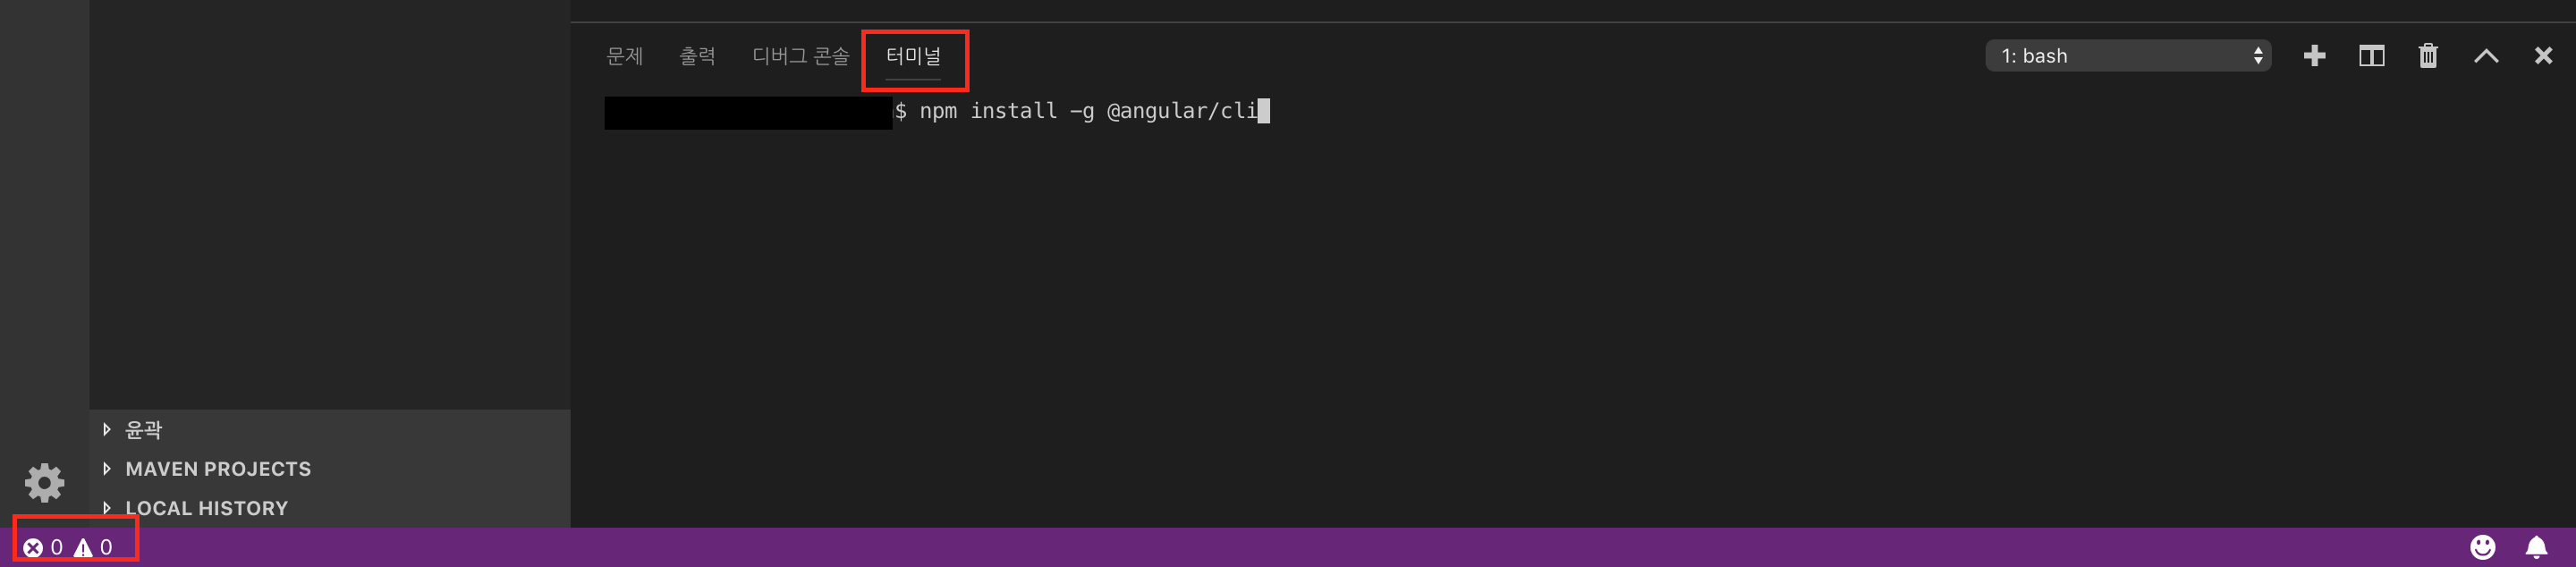 문제 출력 디버그 콘솔 터미널 1: bash
$ npm install -g @angular/cli
윤곽
MAVEN PROJECTS
LOCAL HISTORY
0 0